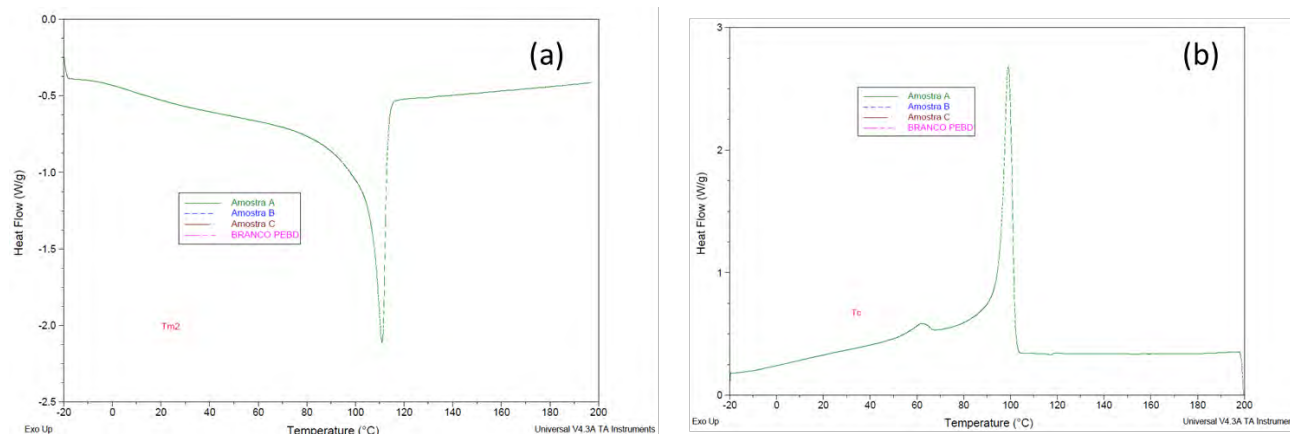 (a)
0.0
-0.5
-1.0
-1.5
-2.0
-2.5
Heat Flow (W/g)
Amostra A
Amostra B
Amostra C
BRANCO PEBD
Tm2
-20 0 20 40 60 80 100 120 140 160 180 200
Exo Up Temperature (°C) Universal V4.3A TA Instruments
(b)
3
2
1
0
Heat Flow (W/g)
Amostra A
Amostra B
Amostra C
BRANCO PEBD
Tc
-20 0 20 40 60 80 100 120 140 160 180 200
Exo Up Temperature (°C) Universal V4.3A TA Instruments